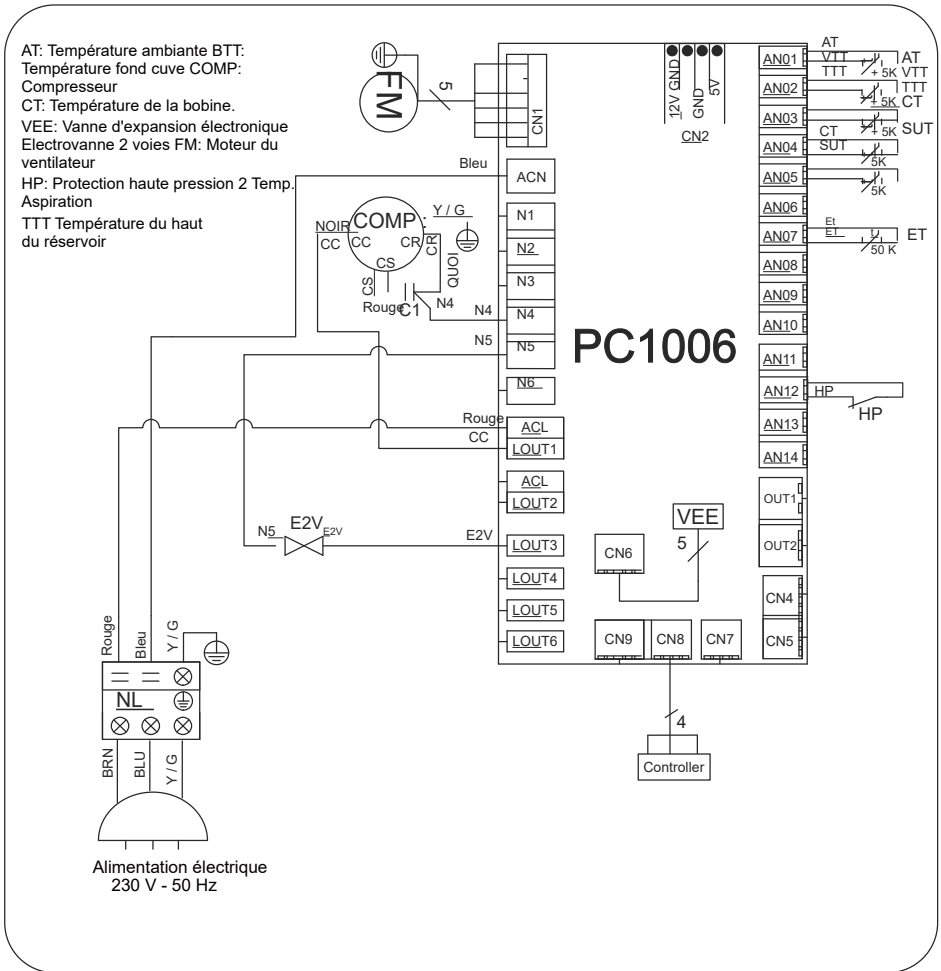 AT: Température ambiante BTT:
Température fond cuve COMP:
Compresseur
CT: Température de la bobine.
VEE: Vanne d'expansion électronique
Electrovanne 2 voies FM: Moteur du
ventilateur
HP: Protection haute pression 2 Temp.
Aspiration
TTT Température du haut
du réservoir
FM
5
CN1
12V GND
GND
5V
CN2
Bleu
ACN
N1
N2
N3
N4
N5
N6
Y / G
NOIR
COMP
CC
CC
CR
CR
CS
CS
QUOI
Rouge
C1
N4
N4
N5
PC1006
Rouge
ACL
CC
LOUT1
ACL
LOUT2
N5
E2V
E2V
E2V
LOUT3
LOUT4
LOUT5
LOUT6
VEE
5
CN6
CN9
CN8
CN7
4
Controller
AN01
AN02
AN03
AN04
AN05
AN06
AN07
AN08
AN09
AN10
AN11
AN12
AN13
AN14
OUT1
OUT2
CN4
CN5
AT
VTT
TTT
+ 5K
AT
VTT
TTT
+ 5K
CT
CT
+ 5K
SUT
SUT
5K
5K
Et
ET
t
50 K
ET
HP
HP
Rouge
Bleu
Y / G
NL
BRN
BLU
Y / G
Alimentation électrique
230 V - 50 Hz